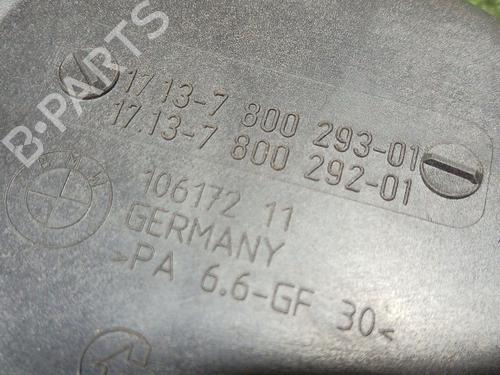 B-PARTS
17 13-7 800 293-01
17.13-7 800 292-01
BMW
106172 11
GERMANY
>PA 6.6-GF 30<